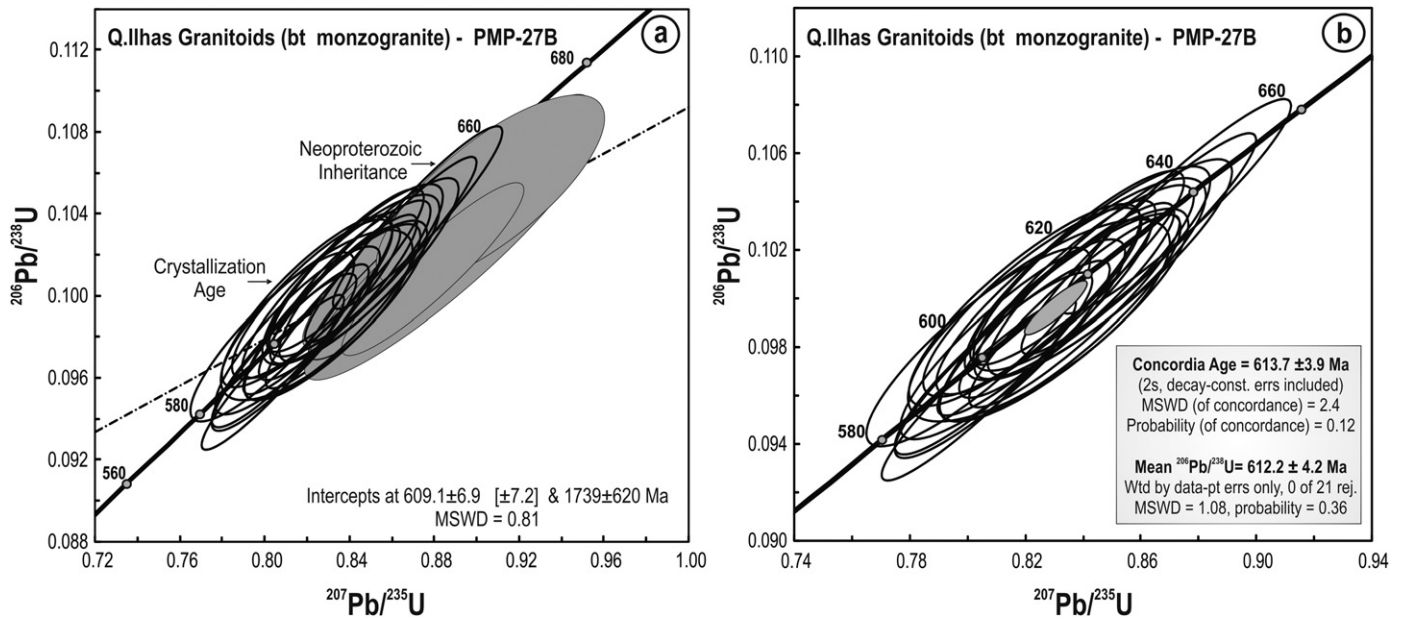 Q.Ilhas Granitoids (bt monzogranite) - PMP-27B
a
0.112
0.108
0.104
0.100
0.096
0.092
0.088
²⁰⁶Pb/²³⁸U
680
660
580
560
Neoproterozoic
Inheritance
Crystallization
Age
Intercepts at 609.1±6.9 [±7.2] & 1739±620 Ma
MSWD = 0.81
0.72 0.76 0.80 0.84 0.88 0.92 0.96 1.00
²⁰⁷Pb/²³⁵U
Q.Ilhas Granitoids (bt monzogranite) - PMP-27B
b
0.110
0.106
0.102
0.098
0.094
0.090
²⁰⁶Pb/²³⁸U
660
640
620
600
580
Concordia Age = 613.7 ±3.9 Ma
(2s, decay-const. errs included)
MSWD (of concordance) = 2.4
Probability (of concordance) = 0.12
Mean ²⁰⁶Pb/²³⁸U= 612.2 ± 4.2 Ma
Wtd by data-pt errs only, 0 of 21 rej.
MSWD = 1.08, probability = 0.36
0.74 0.78 0.82 0.86 0.90 0.94
²⁰⁷Pb/²³⁵U